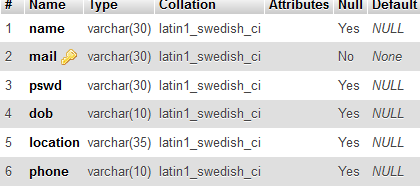 # Name Type Collation Attributes Null Default
1 name varchar(30) latin1_swedish_ci Yes NULL
2 mail varchar(30) latin1_swedish_ci No None
3 pswd varchar(30) latin1_swedish_ci Yes NULL
4 dob varchar(10) latin1_swedish_ci Yes NULL
5 location varchar(35) latin1_swedish_ci Yes NULL
6 phone varchar(10) latin1_swedish_ci Yes NULL